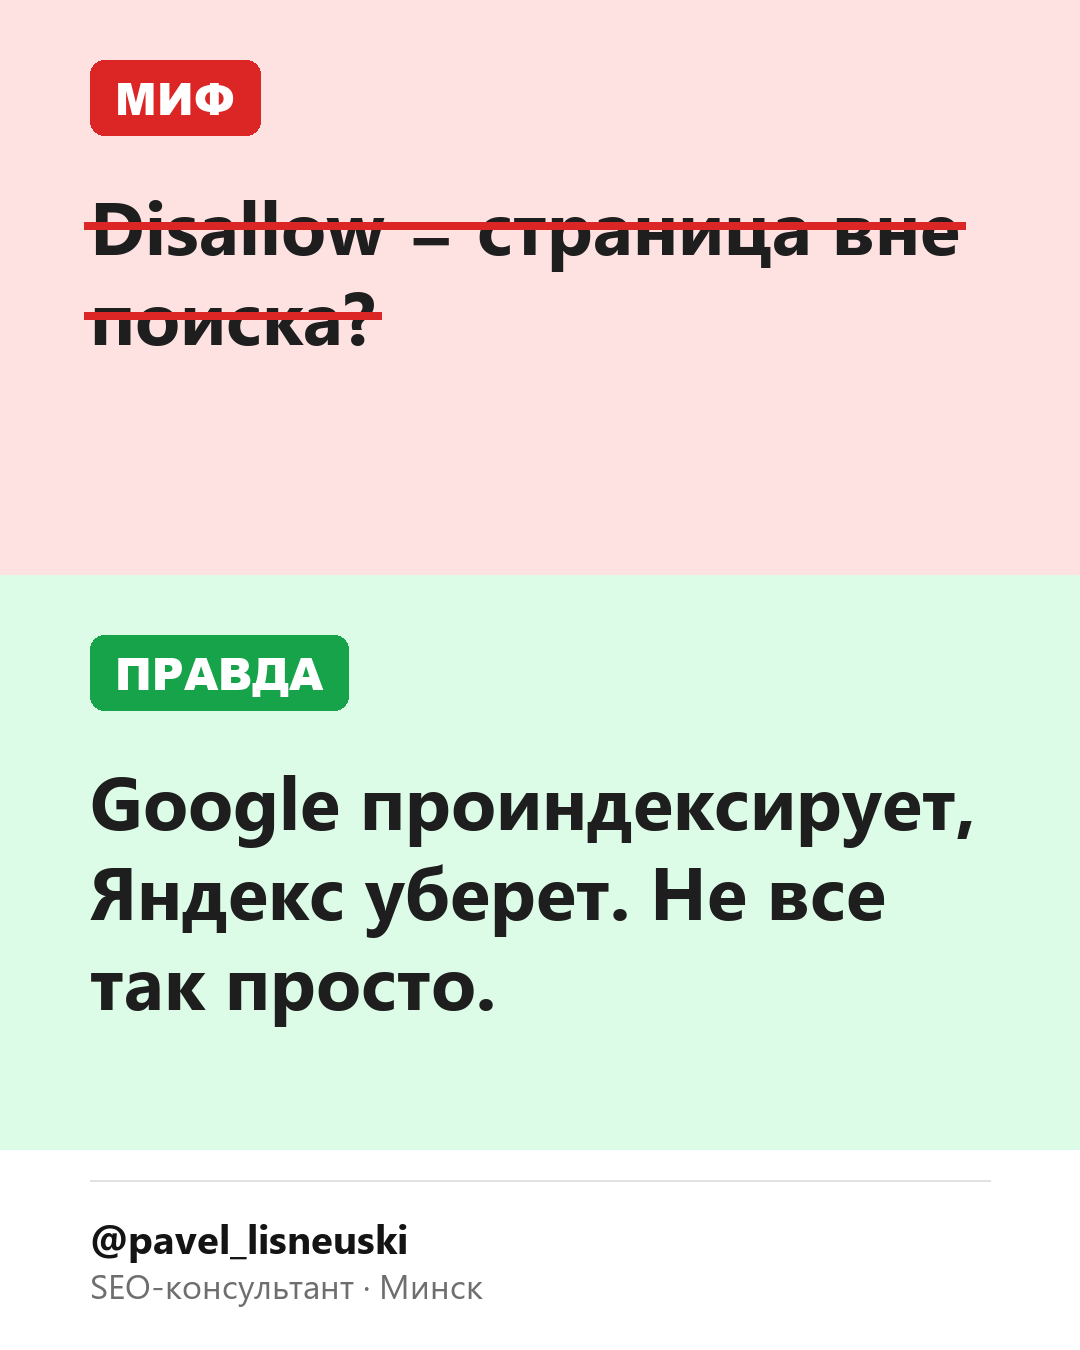 МИФ
Disallow = страница вне
поиска?
ПРАВДА
Google проиндексирует,
Яндекс уберет. Не все
так просто.
@pavel_lisneuski
SEO-консультант · Минск